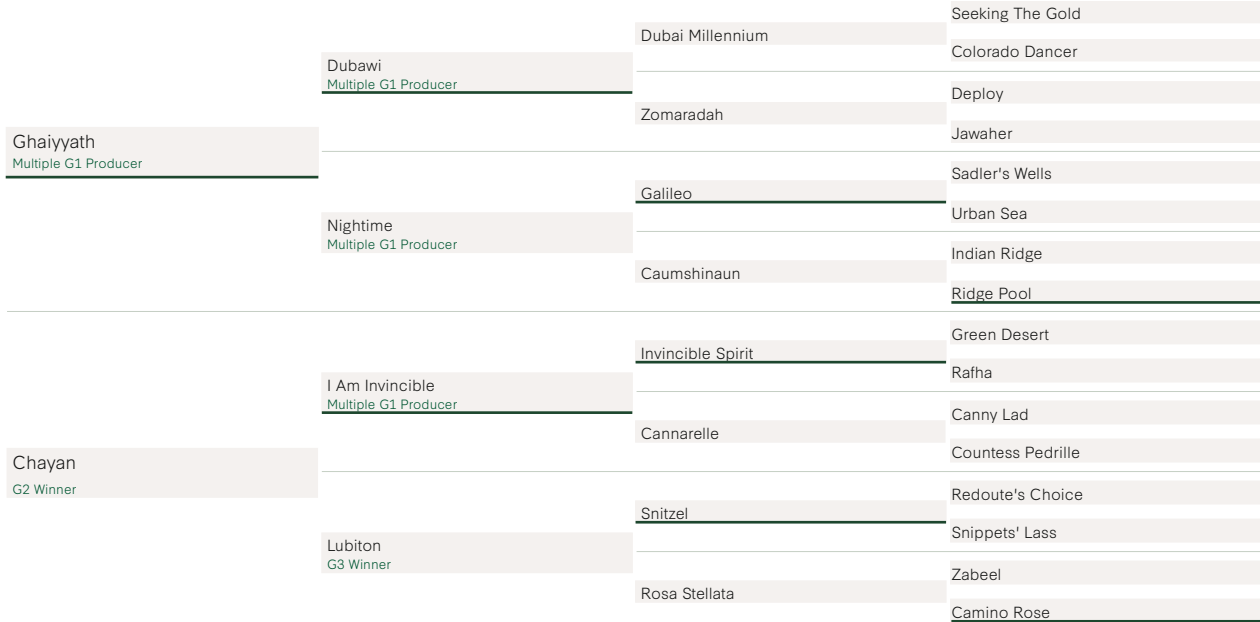 Ghaiyyath
Multiple G1 Producer
Chayan
G2 Winner
Dubawi
Multiple G1 Producer
Nightime
Multiple G1 Producer
I Am Invincible
Multiple G1 Producer
Lubiton
G3 Winner
Dubai Millennium
Zomaradah
Galileo
Caumshinaun
Invincible Spirit
Cannarelle
Snitzel
Rosa Stellata
Seeking The Gold
Colorado Dancer
Deploy
Jawaher
Sadler's Wells
Urban Sea
Indian Ridge
Ridge Pool
Green Desert
Rafha
Canny Lad
Countess Pedrille
Redoute's Choice
Snippets' Lass
Zabeel
Camino Rose